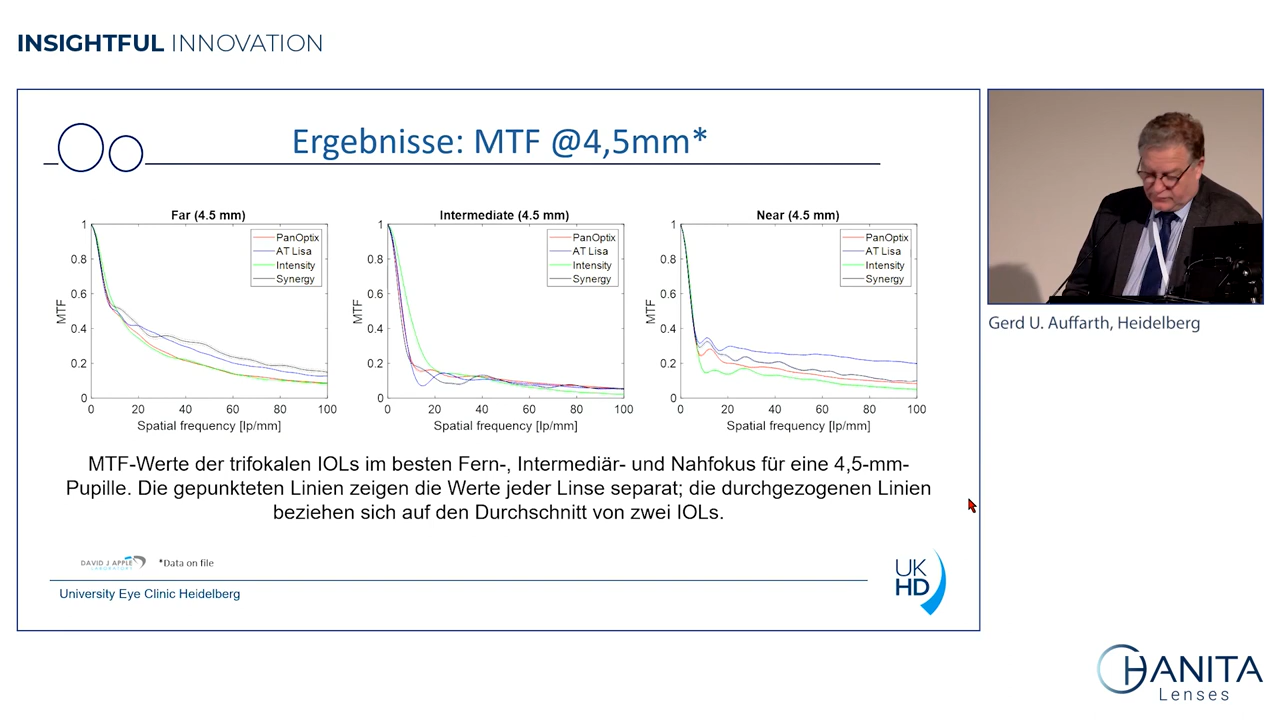 INSIGHTFUL INNOVATION
Ergebnisse: MTF @4,5mm*
Far (4.5 mm)
1
0.8
0.6
0.4
0.2
0
MTF
PanOptix
AT Lisa
Intensity
Synergy
0 20 40 60 80 100
Spatial frequency [lp/mm]
Intermediate (4.5 mm)
1
0.8
0.6
0.4
0.2
0
MTF
PanOptix
AT Lisa
Intensity
Synergy
0 20 40 60 80 100
Spatial frequency [lp/mm]
Near (4.5 mm)
1
0.8
0.6
0.4
0.2
0
MTF
PanOptix
AT Lisa
Intensity
Synergy
0 20 40 60 80 100
Spatial frequency [lp/mm]
MTF-Werte der trifokalen IOLs im besten Fern-, Intermediär- und Nahfokus für eine 4,5-mm-
Pupille. Die gepunkteten Linien zeigen die Werte jeder Linse separat; die durchgezogenen Linien
beziehen sich auf den Durchschnitt von zwei IOLs.
DAVID J APPLE
LABORATORY
*Data on file
University Eye Clinic Heidelberg
UK
HD
Gerd U. Auffarth, Heidelberg
HANITA
Lenses